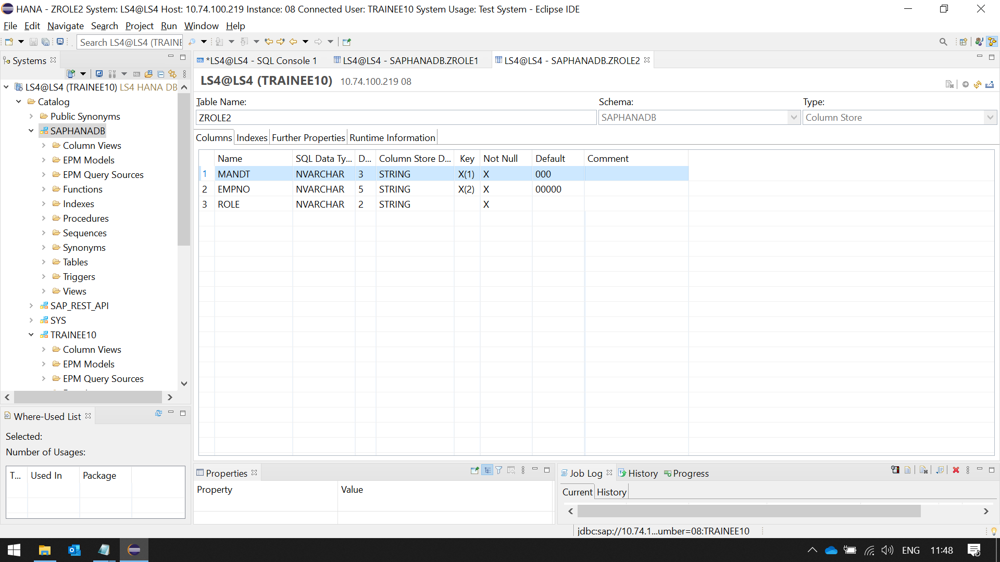 HANA - ZROLE2 System: LS4@LS4 Host: 10.74.100.219 Instance: 08 Connected User: TRAINEE10 System Usage: Test System - Eclipse IDE
File Edit Navigate Search Project Run Window Help
Search LS4@LS4 (TRAINE
Systems
*LS4@LS4 - SQL Console 1
LS4@LS4 - SAPHANADB.ZROLE1
LS4@LS4 - SAPHANADB.ZROLE2
LS4@LS4 (TRAINEE10) LS4 HANA DB
Catalog
Public Synonyms
SAPHANADB
Column Views
EPM Models
EPM Query Sources
Functions
Indexes
Procedures
Sequences
Synonyms
Tables
Triggers
Views
SAP_REST_API
SYS
TRAINEE10
Column Views
EPM Models
EPM Query Sources
LS4@LS4 (TRAINEE10) 10.74.100.219 08
Table Name: Schema: Type:
ZROLE2 SAPHANADB Column Store
Columns Indexes Further Properties Runtime Information
Name SQL Data Ty... D... Column Store D... Key Not Null Default Comment
1 MANDT NVARCHAR 3 STRING X(1) X 000
2 EMPNO NVARCHAR 5 STRING X(2) X 00000
3 ROLE NVARCHAR 2 STRING X
Where-Used List
Selected:
Number of Usages:
T... Used In Package
Properties
Property Value
Job Log History Progress
Current History
jdbc:sap://10.74.1...umber=08:TRAINEE10
ENG 11:48